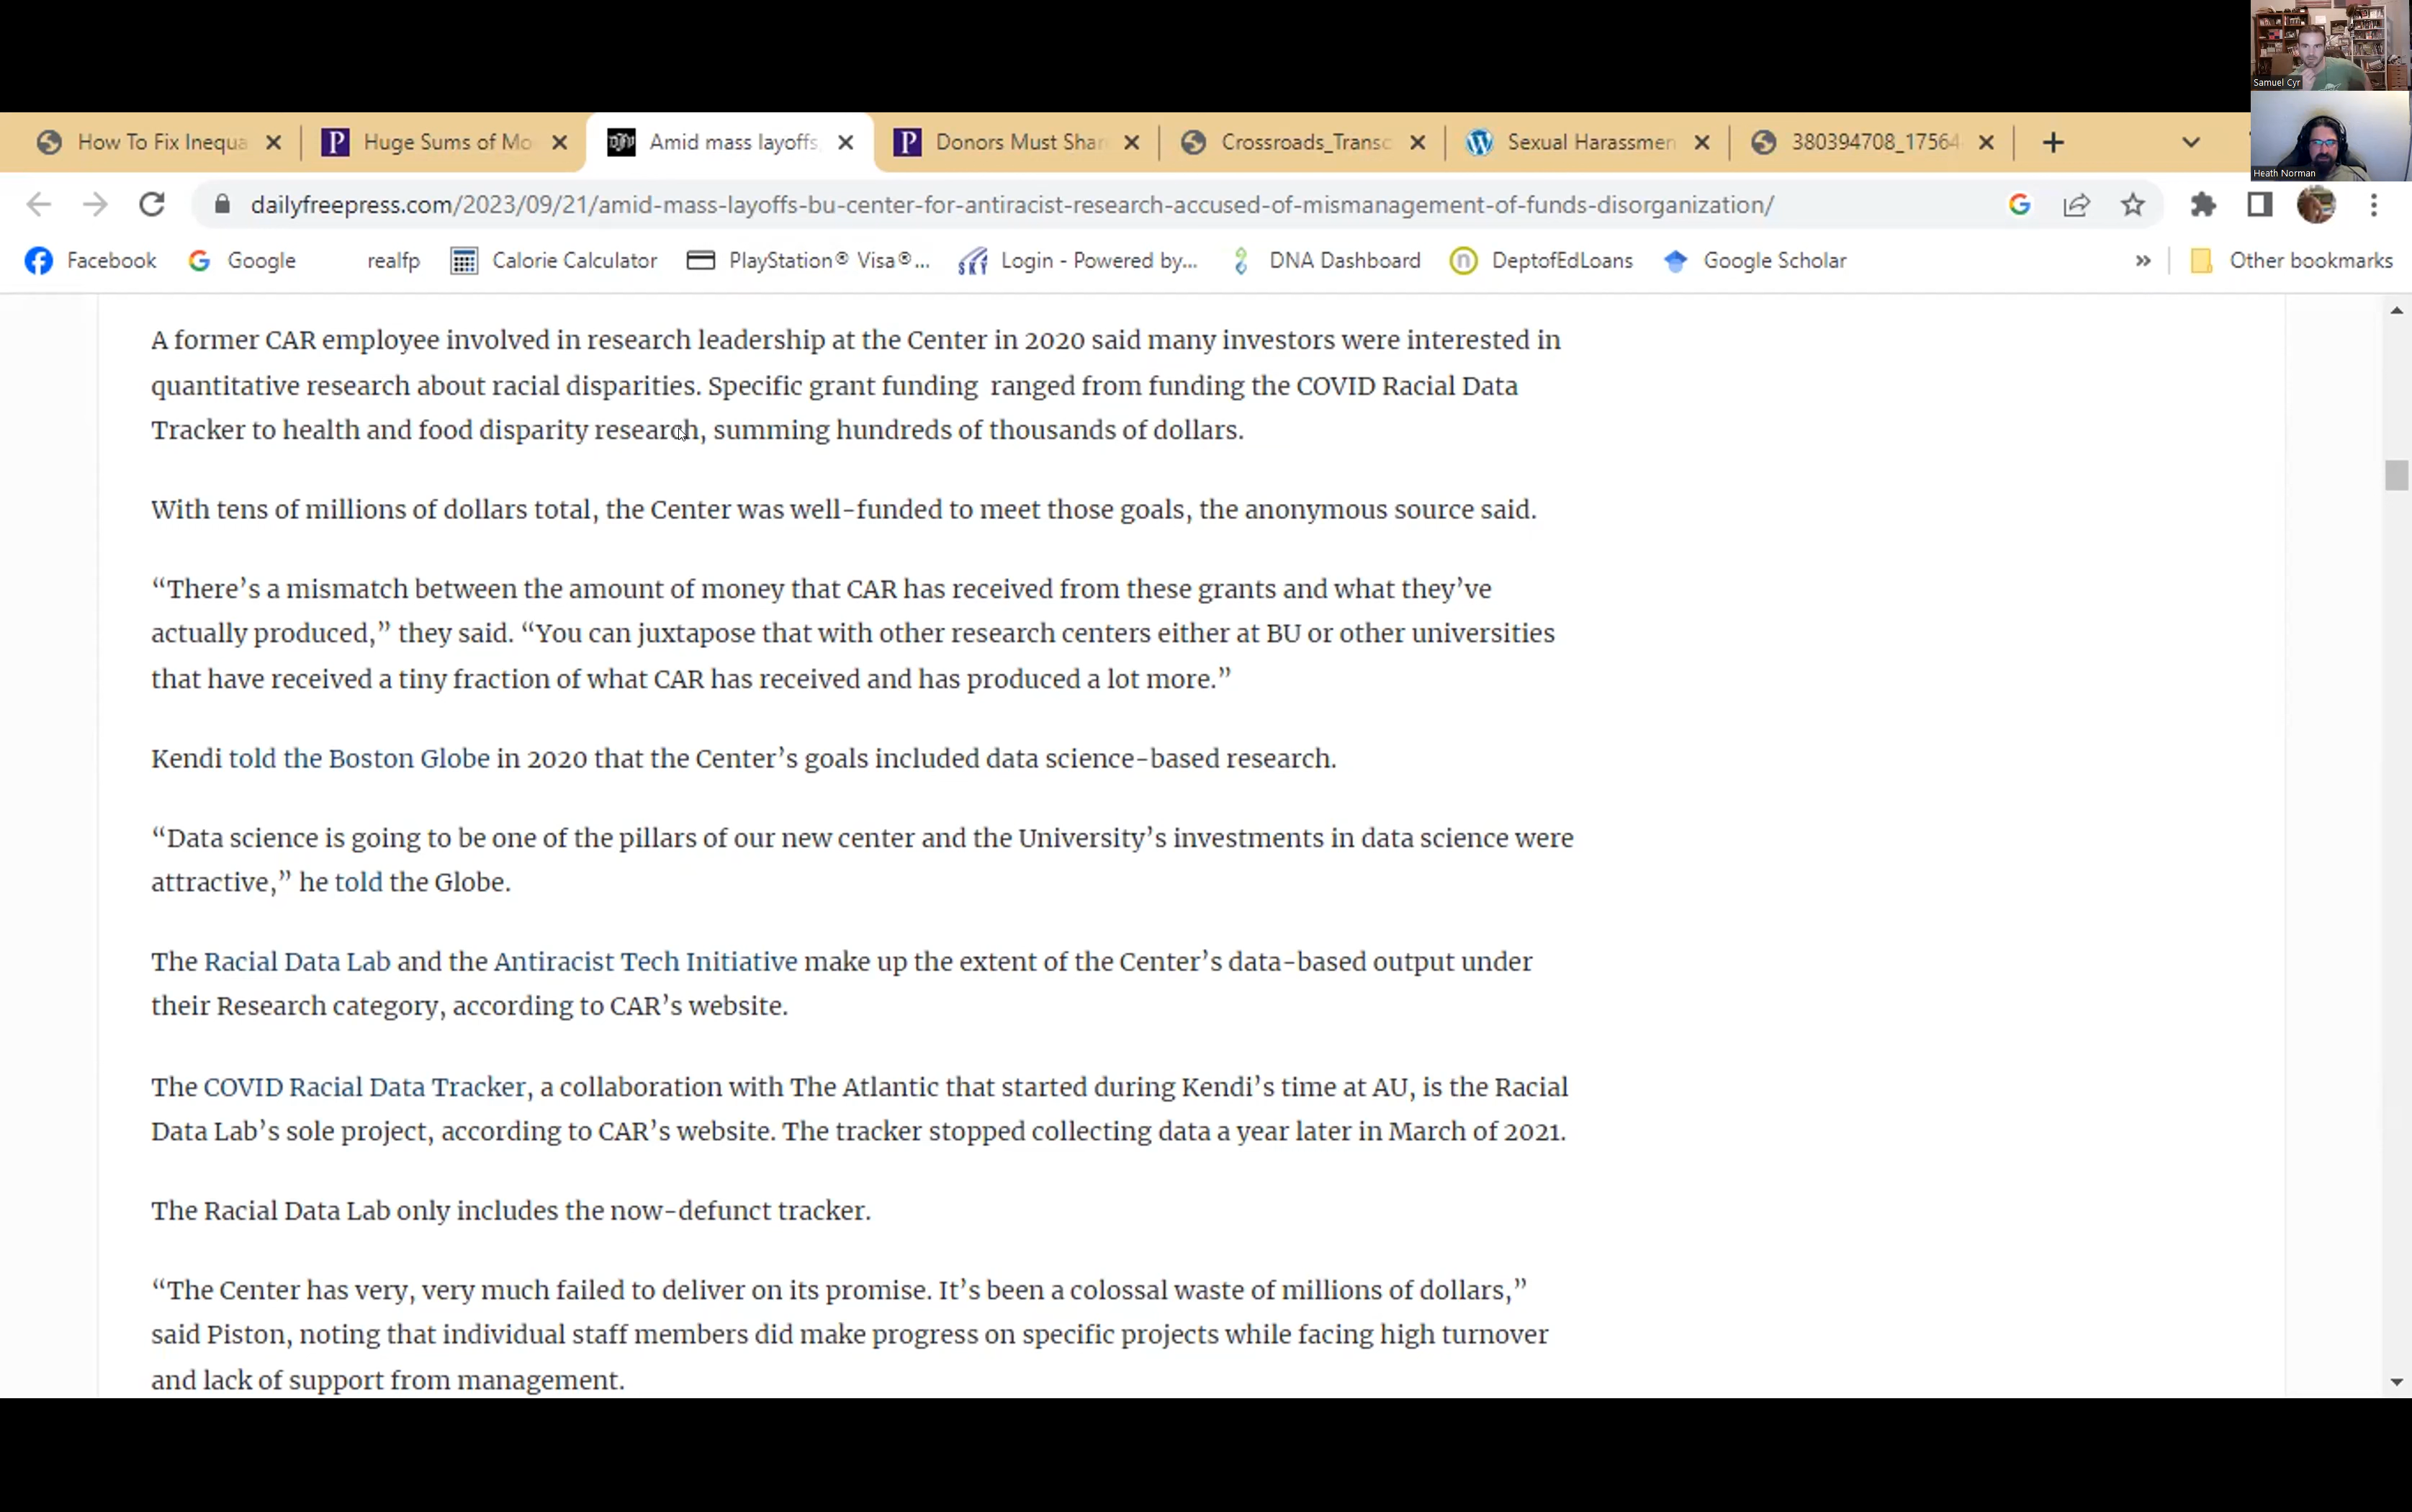 Samuel Cyr
How To Fix Inequa
Huge Sums of Mo
Amid mass layoffs,
Donors Must Shar
Crossroads_Transc
Sexual Harassmen
380394708_17564
Heath Norman
dailyfreepress.com/2023/09/21/amid-mass-layoffs-bu-center-for-antiracist-research-accused-of-mismanagement-of-funds-disorganization/
Facebook
Google
realfp
Calorie Calculator
PlayStation® Visa®...
Login - Powered by...
DNA Dashboard
DeptofEdLoans
Google Scholar
»
Other bookmarks
A former CAR employee involved in research leadership at the Center in 2020 said many investors were interested in
quantitative research about racial disparities. Specific grant funding  ranged from funding the COVID Racial Data
Tracker to health and food disparity research, summing hundreds of thousands of dollars.
With tens of millions of dollars total, the Center was well-funded to meet those goals, the anonymous source said.
“There’s a mismatch between the amount of money that CAR has received from these grants and what they’ve
actually produced,” they said. “You can juxtapose that with other research centers either at BU or other universities
that have received a tiny fraction of what CAR has received and has produced a lot more.”
Kendi told the Boston Globe in 2020 that the Center’s goals included data science-based research.
“Data science is going to be one of the pillars of our new center and the University’s investments in data science were
attractive,” he told the Globe.
The Racial Data Lab and the Antiracist Tech Initiative make up the extent of the Center’s data-based output under
their Research category, according to CAR’s website.
The COVID Racial Data Tracker, a collaboration with The Atlantic that started during Kendi’s time at AU, is the Racial
Data Lab’s sole project, according to CAR’s website. The tracker stopped collecting data a year later in March of 2021.
The Racial Data Lab only includes the now-defunct tracker.
“The Center has very, very much failed to deliver on its promise. It’s been a colossal waste of millions of dollars,”
said Piston, noting that individual staff members did make progress on specific projects while facing high turnover
and lack of support from management.